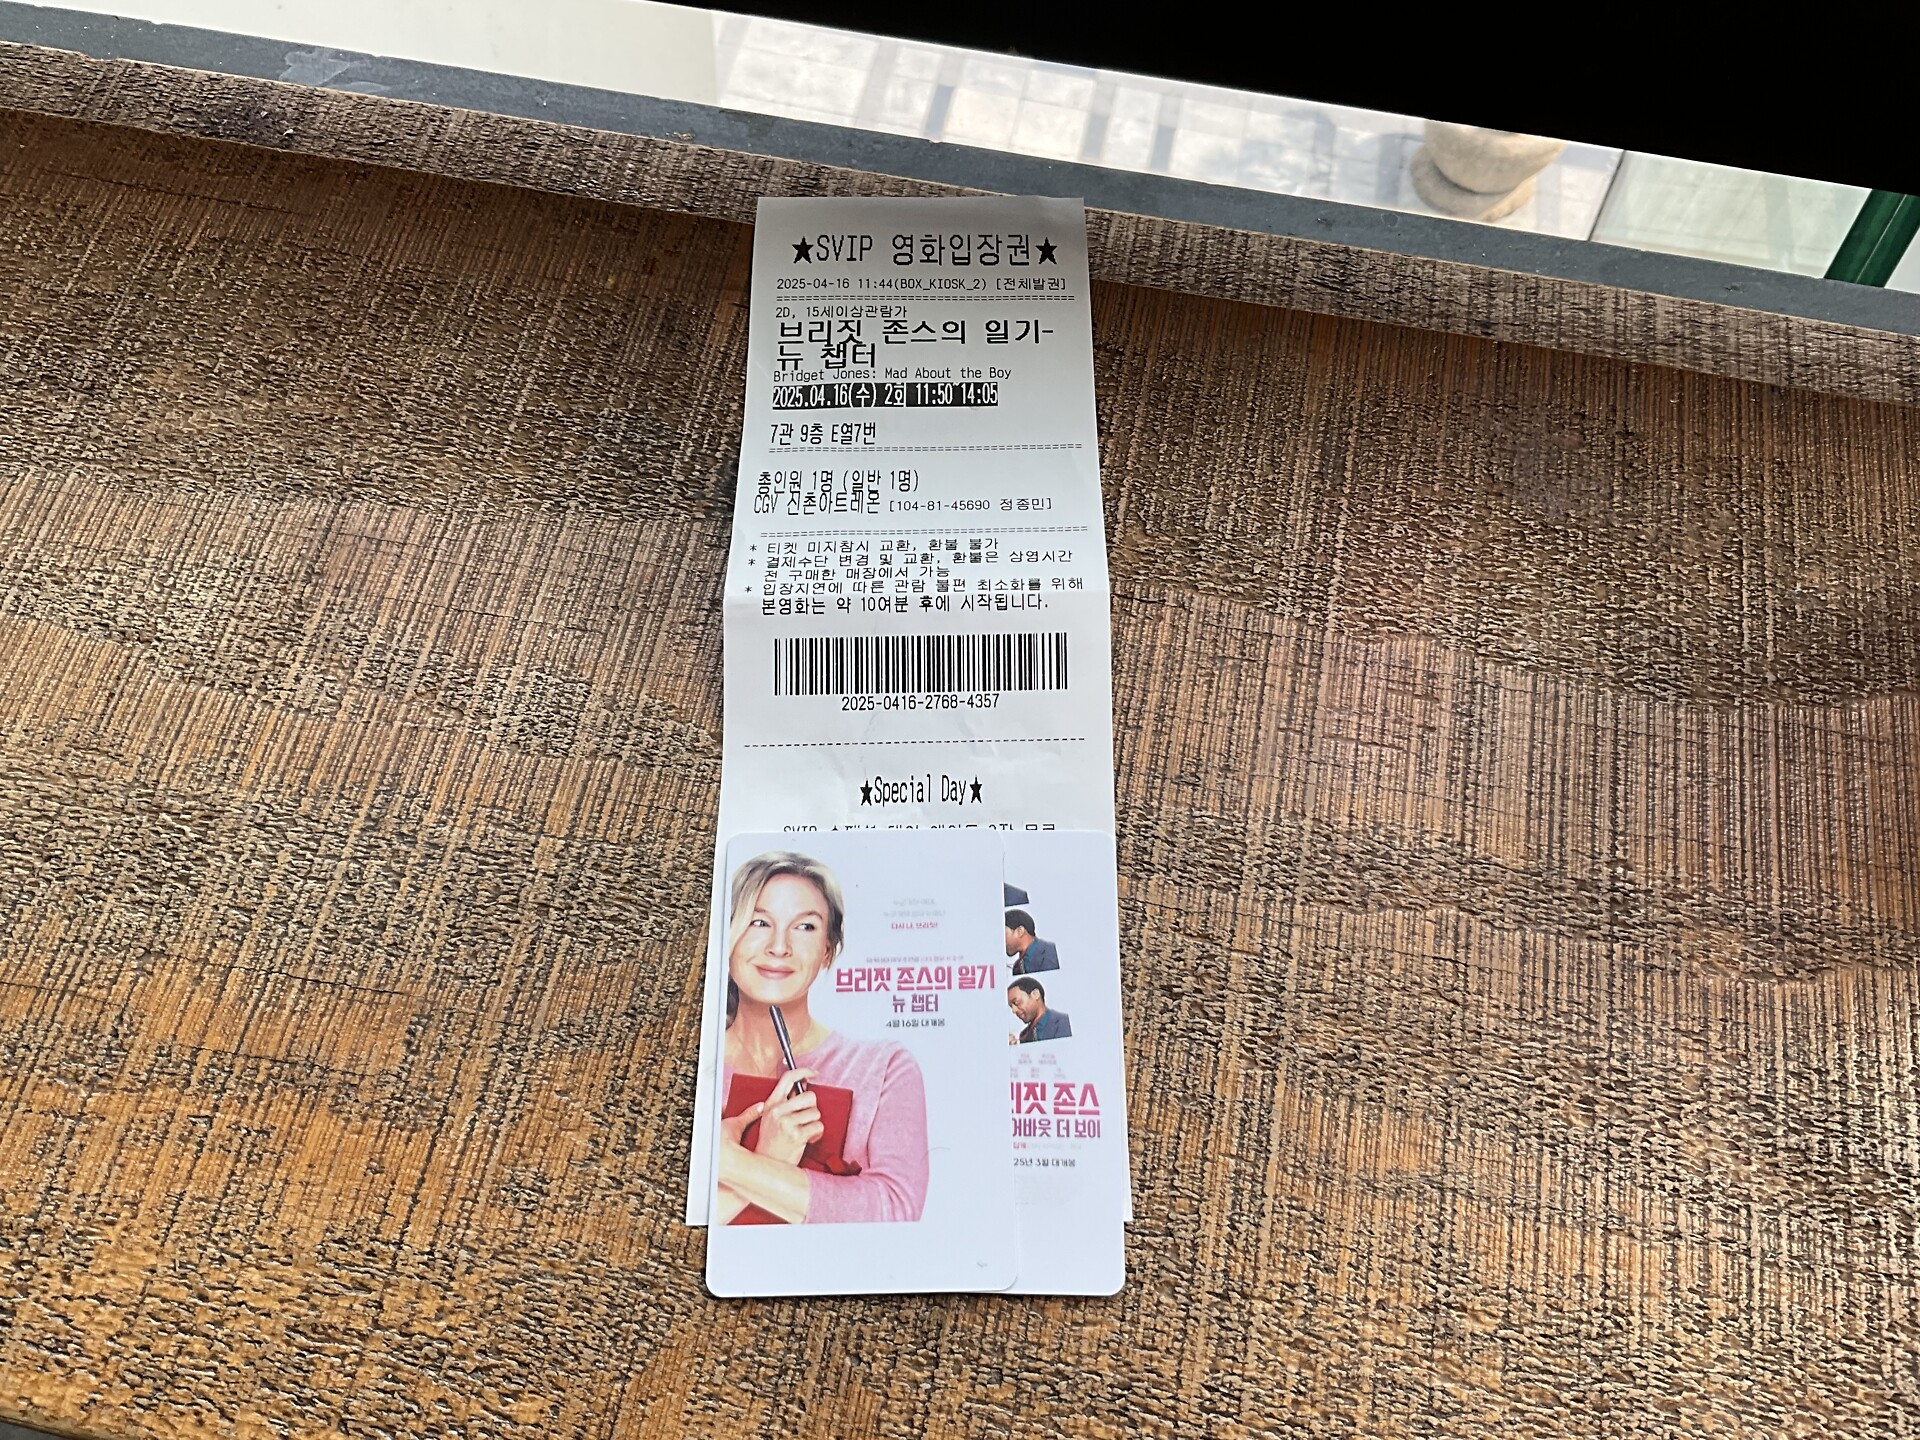 ★SVIP 영화입장권★
2025-04-16 11:44(BOX_KIOSK_2) [전체발권]
2D, 15세이상관람가
브리짓 존스의 일기-
뉴 챕터
Bridget Jones: Mad About the Boy
2025.04.16(수) 2회 11:50~14:05
7관 9층 E열7번
총인원 1명 (일반 1명)
CGV 신촌아트레온 [104-81-45690 정종민]
* 티켓 미지참시 교환, 환불 불가
* 결제수단 변경 및 교환, 환불은 상영시간
전 구매한 매장에서 가능
* 입장지연에 따른 관람 불편 최소화를 위해
본영화는 약 10여분 후에 시작됩니다.
2025-0416-2768-4357
★Special Day★
브리짓 존스의 일기
뉴 챕터
4월 16일 대개봉
짓 존스
어바웃 더 보이
25년 3월 대개봉